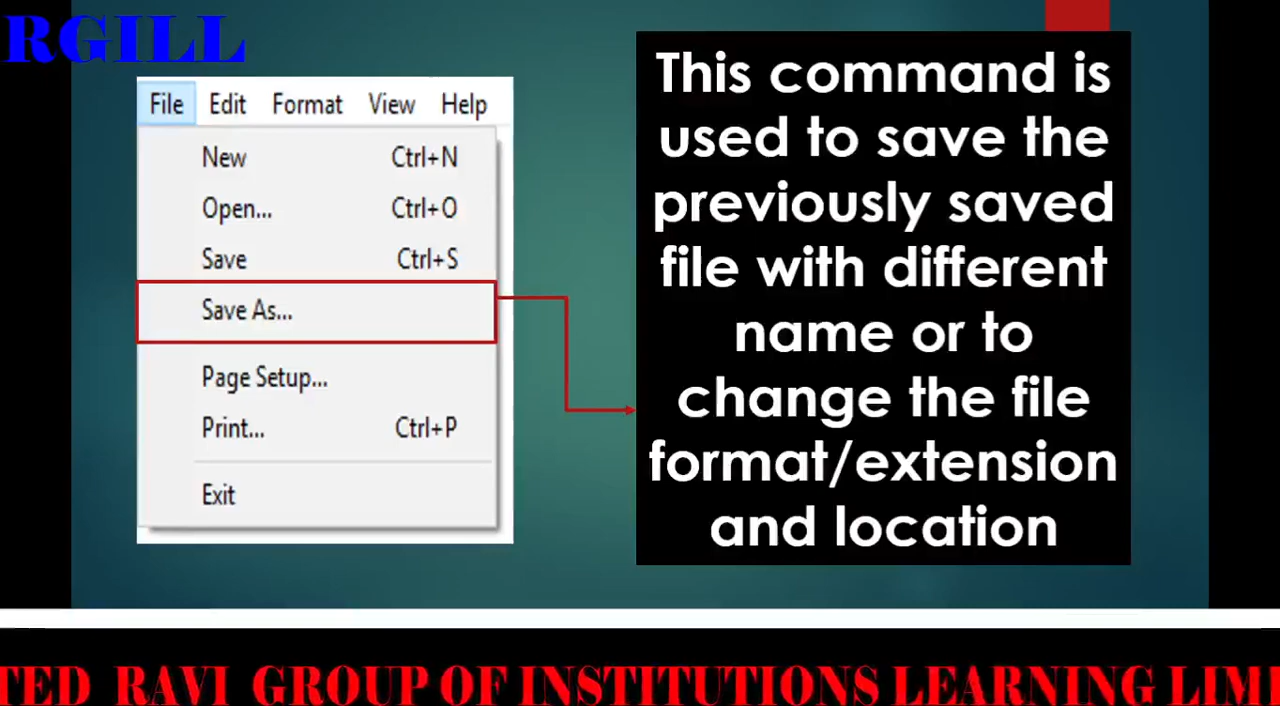 RGILL
File Edit Format View Help
New Ctrl+N
Open... Ctrl+O
Save Ctrl+S
Save As...
Page Setup...
Print... Ctrl+P
Exit
This command is
used to save the
previously saved
file with different
name or to
change the file
format/extension
and location
TED RAVI GROUP OF INSTITUTIONS LEARNING LIMI